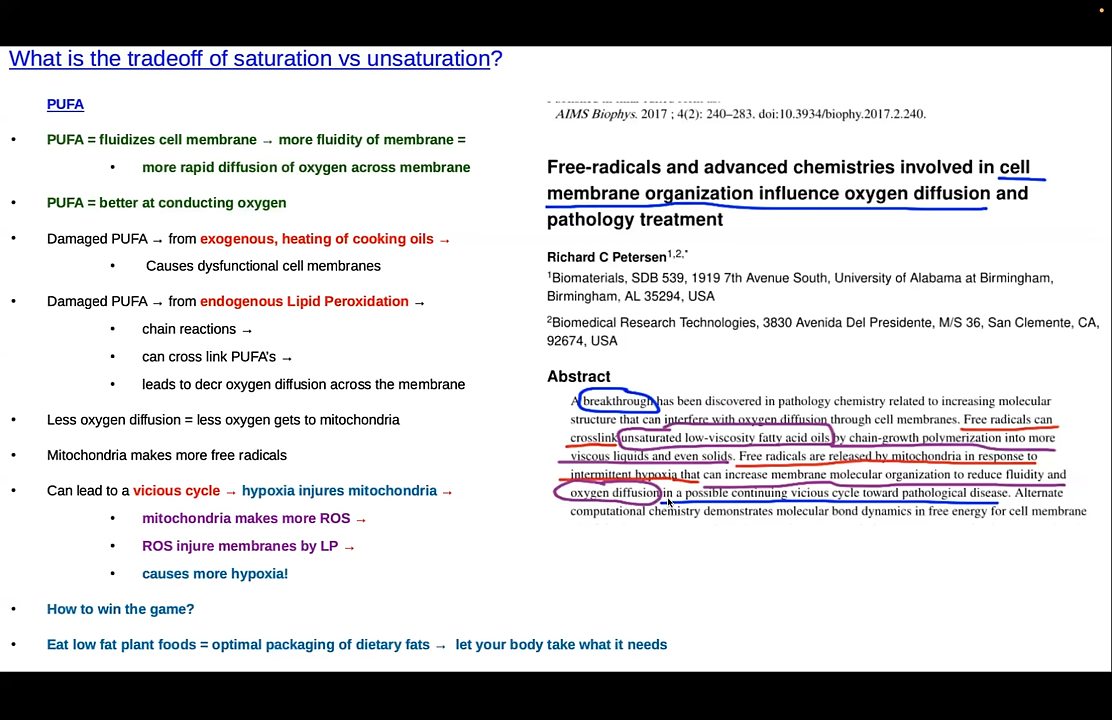 What is the tradeoff of saturation vs unsaturation?
PUFA
• PUFA = fluidizes cell membrane → more fluidity of membrane =
• more rapid diffusion of oxygen across membrane
• PUFA = better at conducting oxygen
• Damaged PUFA → from exogenous, heating of cooking oils →
• Causes dysfunctional cell membranes
• Damaged PUFA → from endogenous Lipid Peroxidation →
• chain reactions →
• can cross link PUFA's →
• leads to decr oxygen diffusion across the membrane
• Less oxygen diffusion = less oxygen gets to mitochondria
• Mitochondria makes more free radicals
• Can lead to a vicious cycle → hypoxia injures mitochondria →
• mitochondria makes more ROS →
• ROS injure membranes by LP →
• causes more hypoxia!
• How to win the game?
• Eat low fat plant foods = optimal packaging of dietary fats → let your body take what it needs
AIMS Biophys. 2017 ; 4(2): 240–283. doi:10.3934/biophy.2017.2.240.
Free-radicals and advanced chemistries involved in cell
membrane organization influence oxygen diffusion and
pathology treatment
Richard C Petersen1,2,*
1Biomaterials, SDB 539, 1919 7th Avenue South, University of Alabama at Birmingham,
Birmingham, AL 35294, USA
2Biomedical Research Technologies, 3830 Avenida Del Presidente, M/S 36, San Clemente, CA,
92674, USA
Abstract
A breakthrough has been discovered in pathology chemistry related to increasing molecular
structure that can interfere with oxygen diffusion through cell membranes. Free radicals can
crosslink unsaturated low-viscosity fatty acid oils by chain-growth polymerization into more
viscous liquids and even solids. Free radicals are released by mitochondria in response to
intermittent hypoxia that can increase membrane molecular organization to reduce fluidity and
oxygen diffusion in a possible continuing vicious cycle toward pathological disease. Alternate
computational chemistry demonstrates molecular bond dynamics in free energy for cell membrane